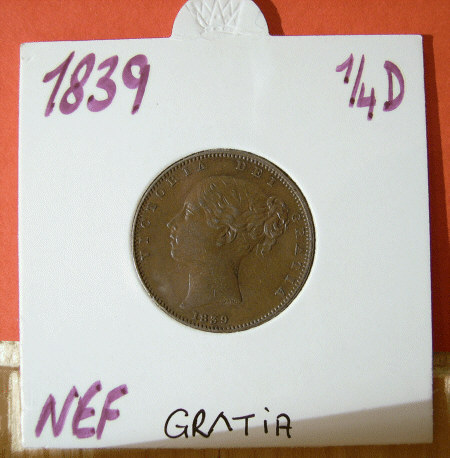 1839 1/4 D
VICTORIA DEI GRATIA
1839
NEF GRATiA